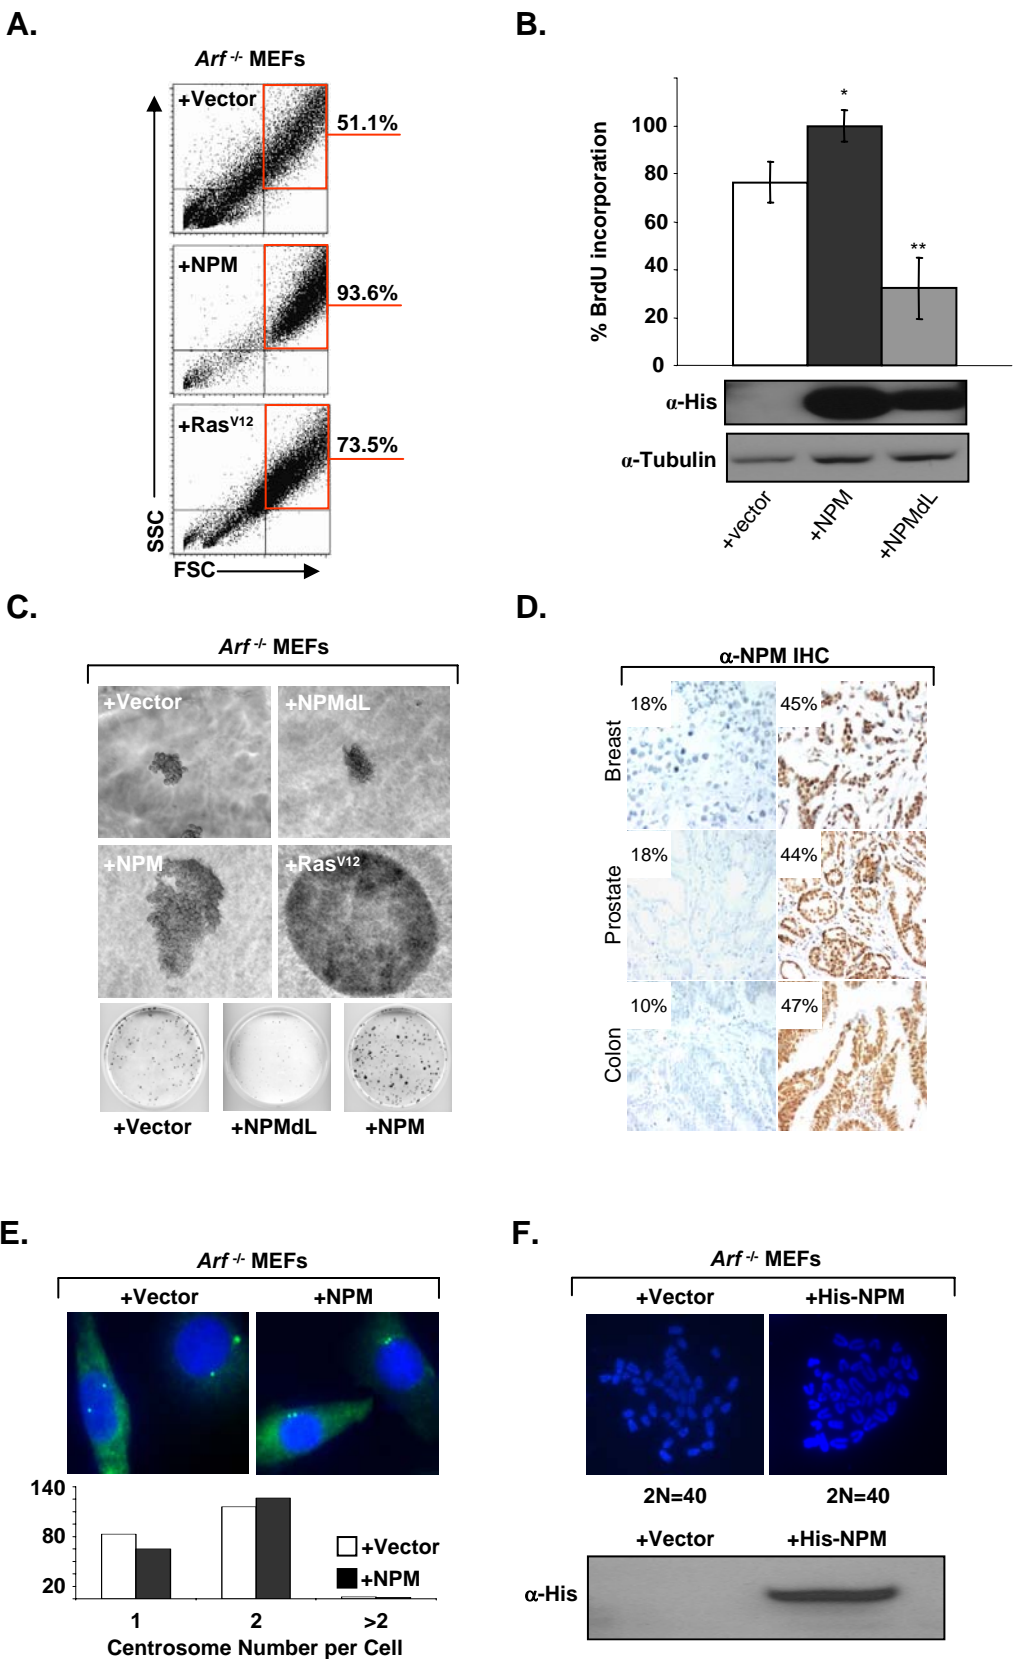 A.
Arf -/- MEFs
+Vector
51.1%
+NPM
93.6%
+RasV12
73.5%
SSC
FSC
B.
% BrdU incorporation
100
80
60
40
20
0
*
**
α-His
α-Tubulin
+vector
+NPM
+NPMdL
C.
Arf -/- MEFs
+Vector
+NPMdL
+NPM
+RasV12
+Vector +NPMdL +NPM
D.
α-NPM IHC
Breast
18% 45%
Prostate
18% 44%
Colon
10% 47%
E.
Arf -/- MEFs
+Vector +NPM
140
80
20
+Vector
+NPM
1 2 >2
Centrosome Number per Cell
F.
Arf -/- MEFs
+Vector +His-NPM
2N=40 2N=40
+Vector +His-NPM
α-His